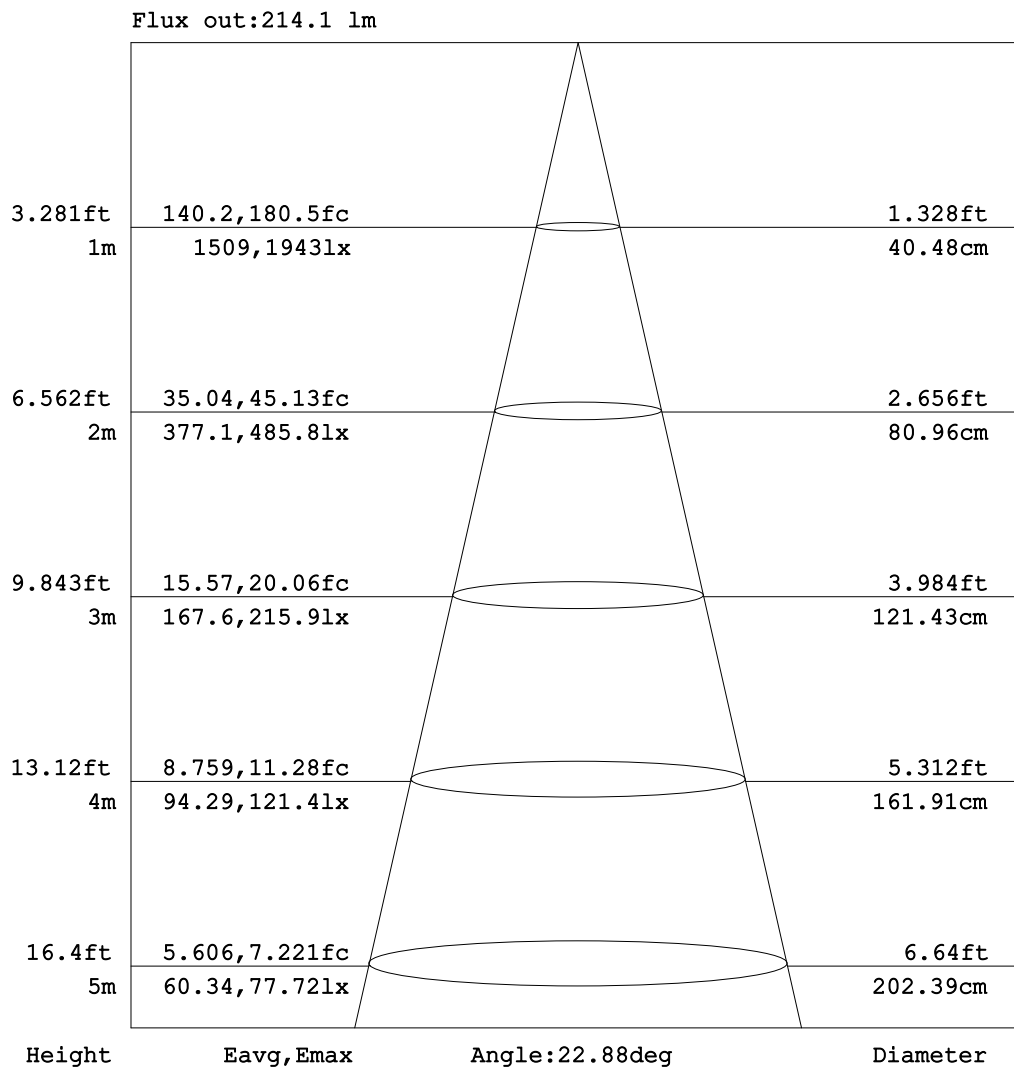 Flux out:214.1 lm
3.281ft 140.2,180.5fc 1.328ft
1m 1509,1943lx 40.48cm
6.562ft 35.04,45.13fc 2.656ft
2m 377.1,485.8lx 80.96cm
9.843ft 15.57,20.06fc 3.984ft
3m 167.6,215.9lx 121.43cm
13.12ft 8.759,11.28fc 5.312ft
4m 94.29,121.4lx 161.91cm
16.4ft 5.606,7.221fc 6.64ft
5m 60.34,77.72lx 202.39cm
Height Eavg,Emax Angle:22.88deg Diameter